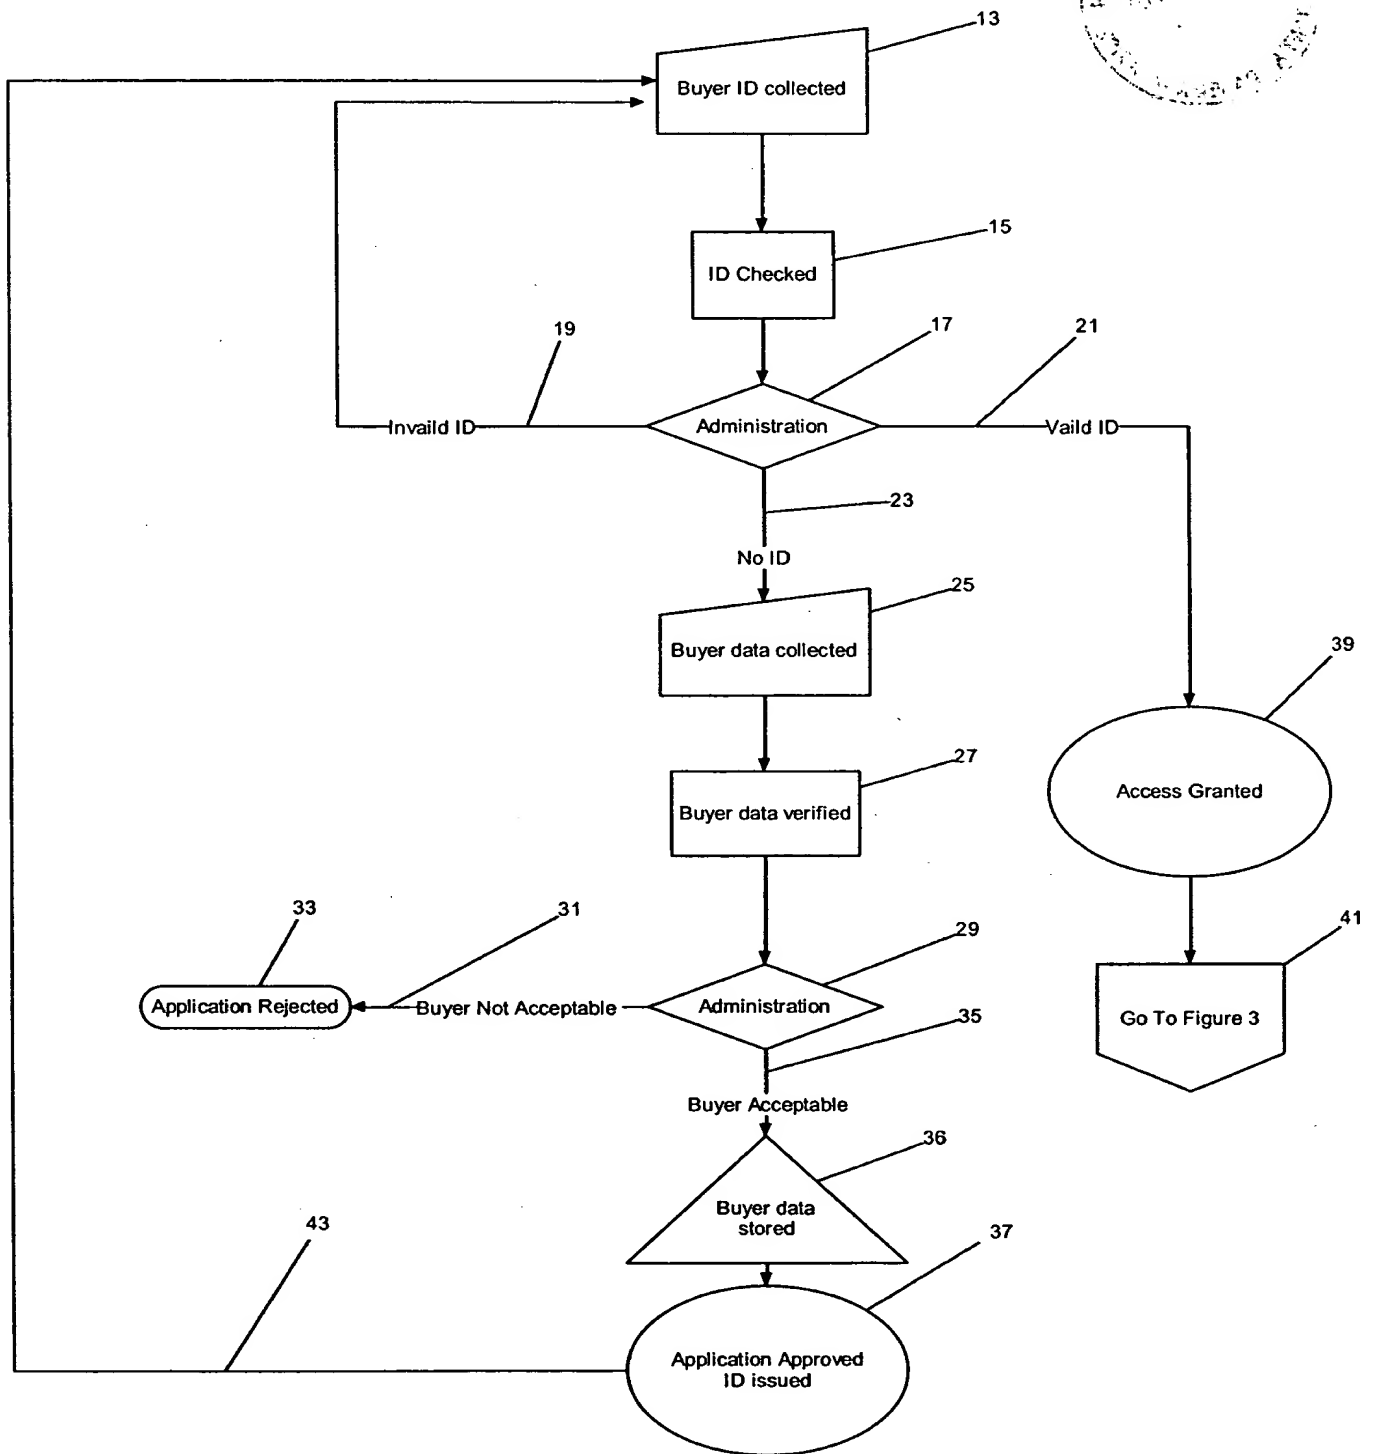 13
Buyer ID collected
15
ID Checked
19
17
21
Invaild ID
Administration
Vaild ID
23
No ID
25
Buyer data collected
39
27
Access Granted
Buyer data verified
33
31
29
41
Application Rejected
Buyer Not Acceptable
Administration
35
Go To Figure 3
Buyer Acceptable
36
Buyer data
stored
43
37
Application Approved
ID issued